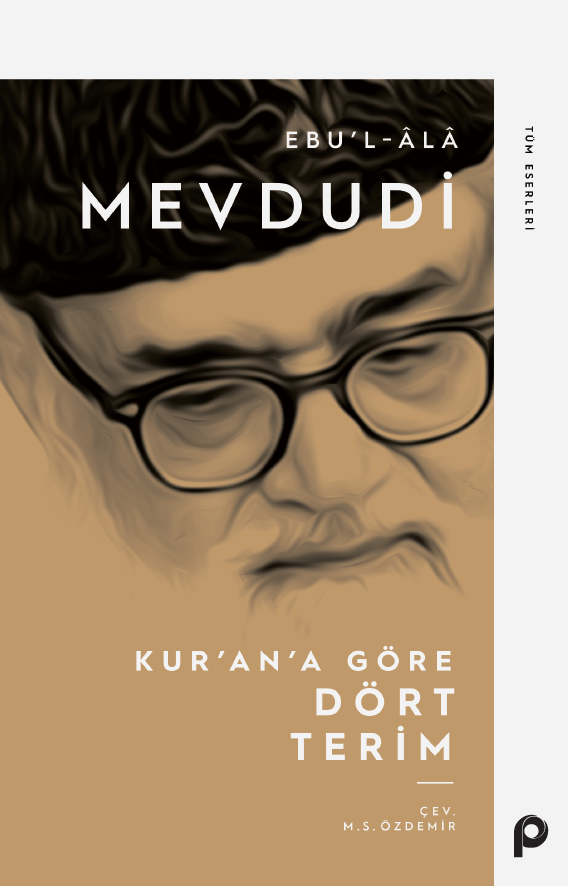 EBU’L-ÂLÂ
MEVDUDİ
TÜM ESERLERİ
KUR’AN’A GÖRE
DÖRT
TERİM
ÇEV.
M.S.ÖZDEMİR